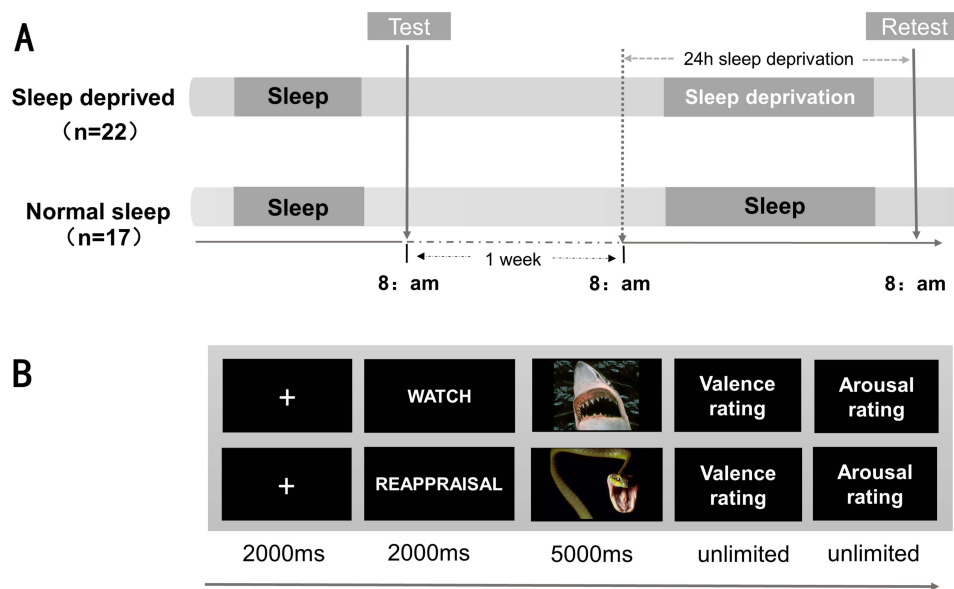 A
Test
Retest
24h sleep deprivation
Sleep deprived
（n=22）
Sleep
Sleep deprivation
Normal sleep
（n=17）
Sleep
Sleep
1 week
8：am
8：am
8：am
B
+
WATCH
Valence
rating
Arousal
rating
+
REAPPRAISAL
Valence
rating
Arousal
rating
2000ms
2000ms
5000ms
unlimited
unlimited